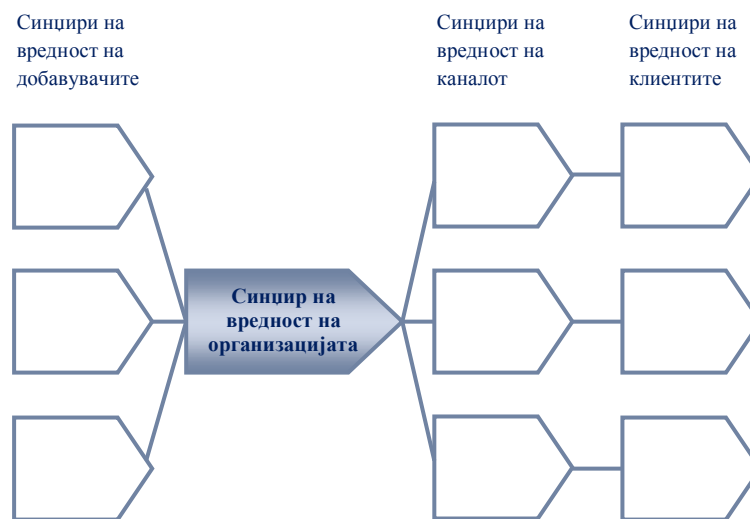 Синџири на
вредност на
добавувачите
Синџири на
вредност на
каналот
Синџири на
вредност на
клиентите
Синџир на
вредност на
организацијата